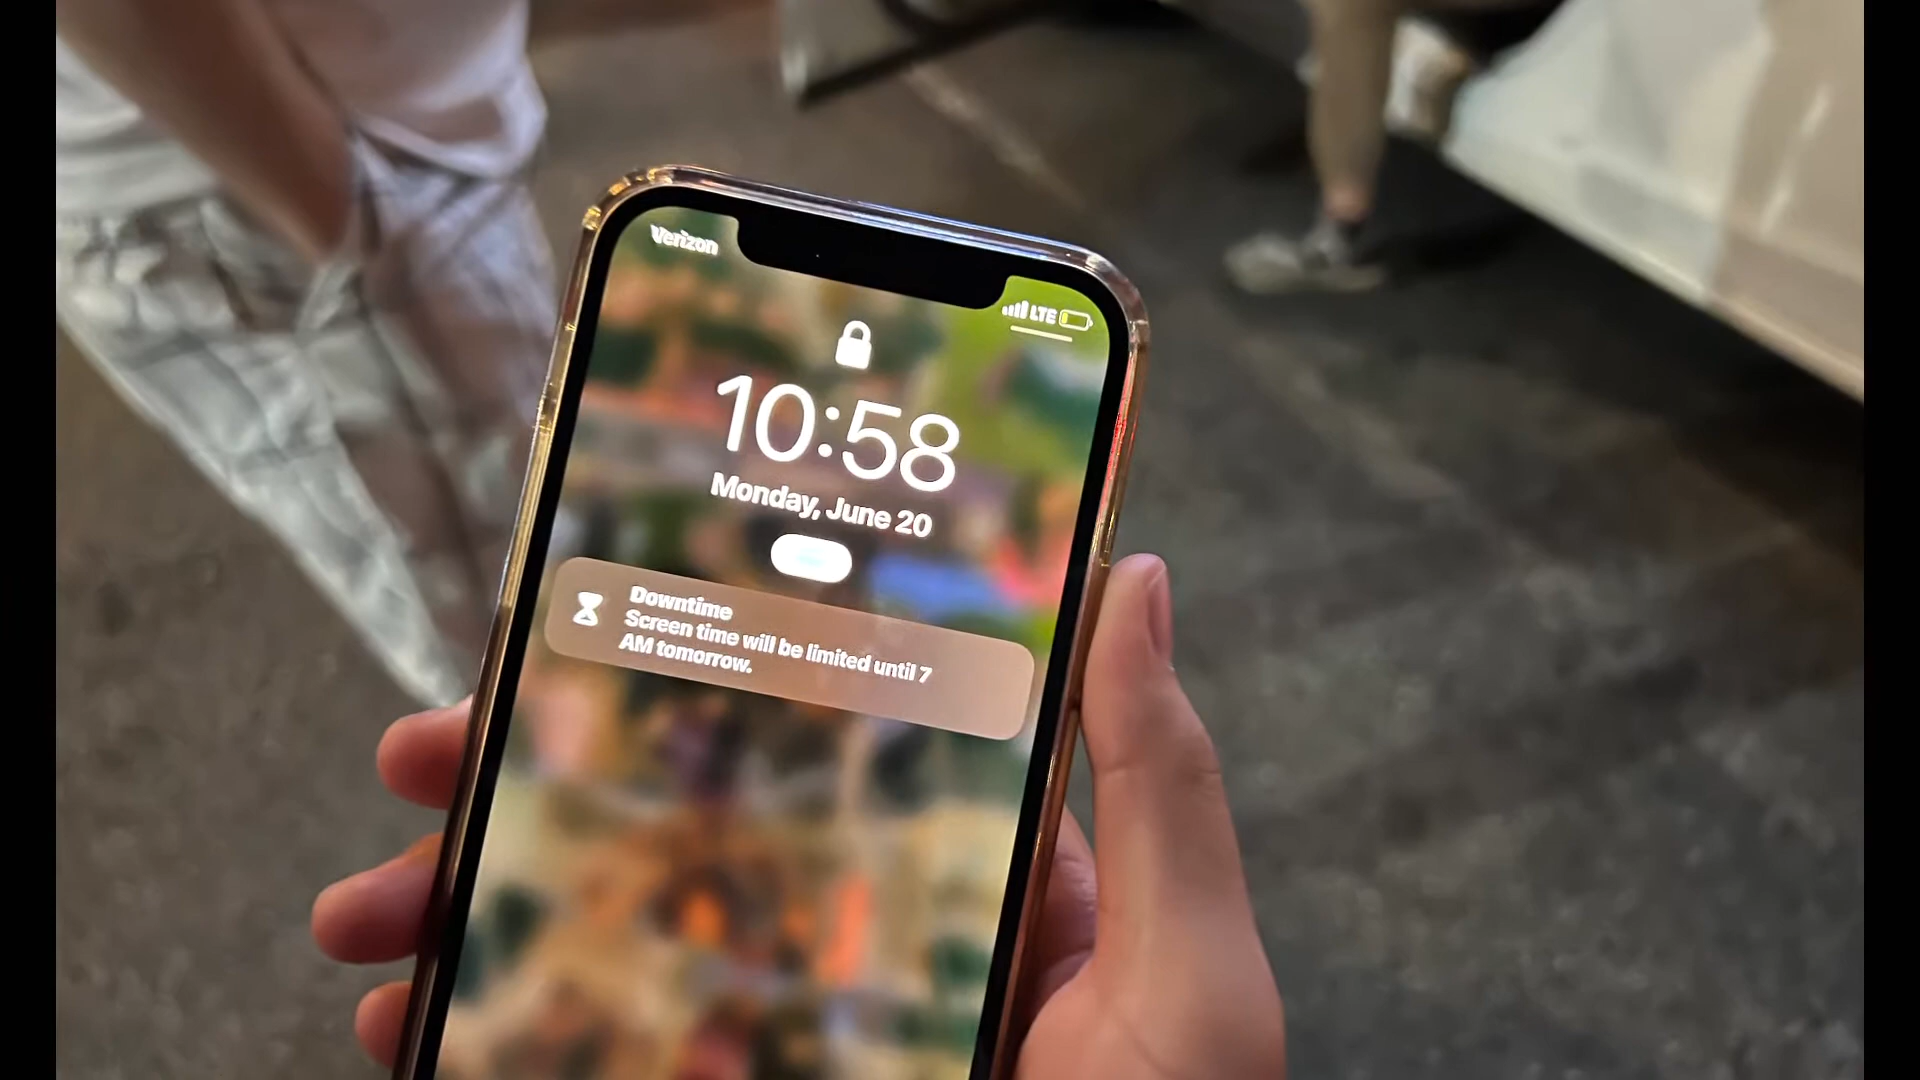 Verizon
LTE
10:58
Monday, June 20
Downtime
Screen time will be limited until 7
AM tomorrow.